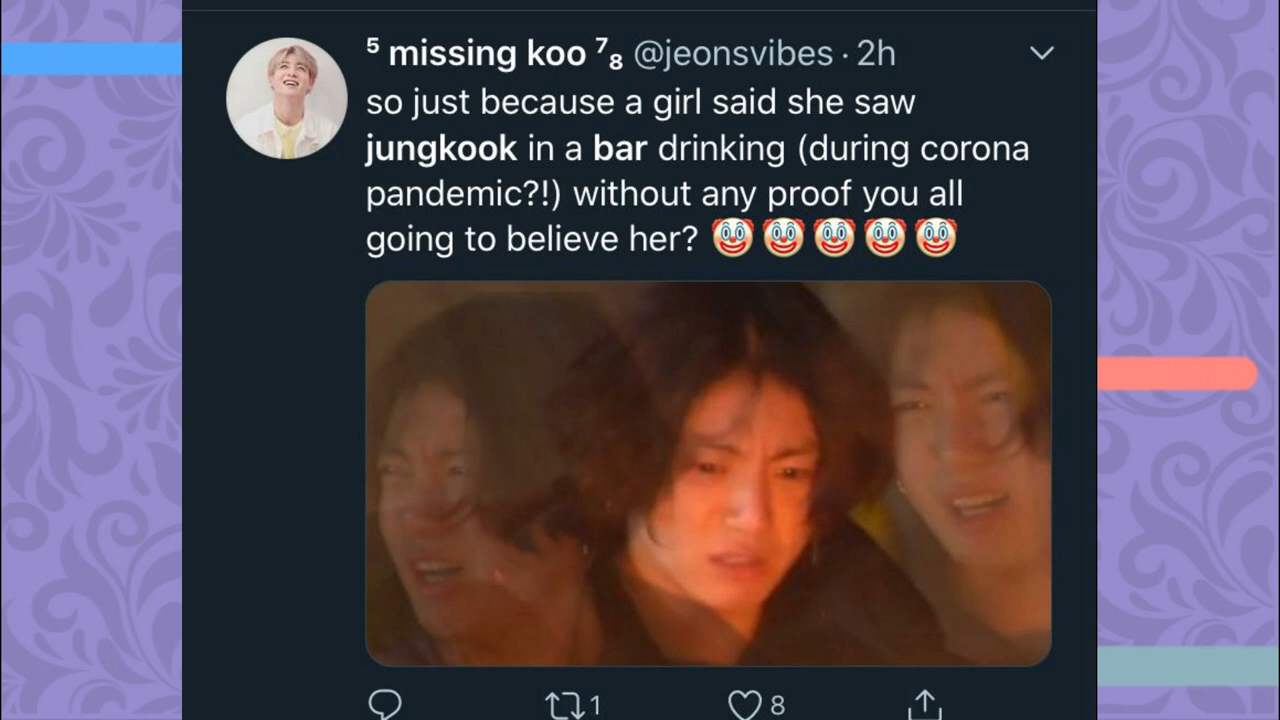 ⁵ missing koo ⁷₈ @jeonsvibes · 2h
so just because a girl said she saw
jungkook in a bar drinking (during corona
pandemic?!) without any proof you all
going to believe her? 🤡🤡🤡🤡🤡
1 8